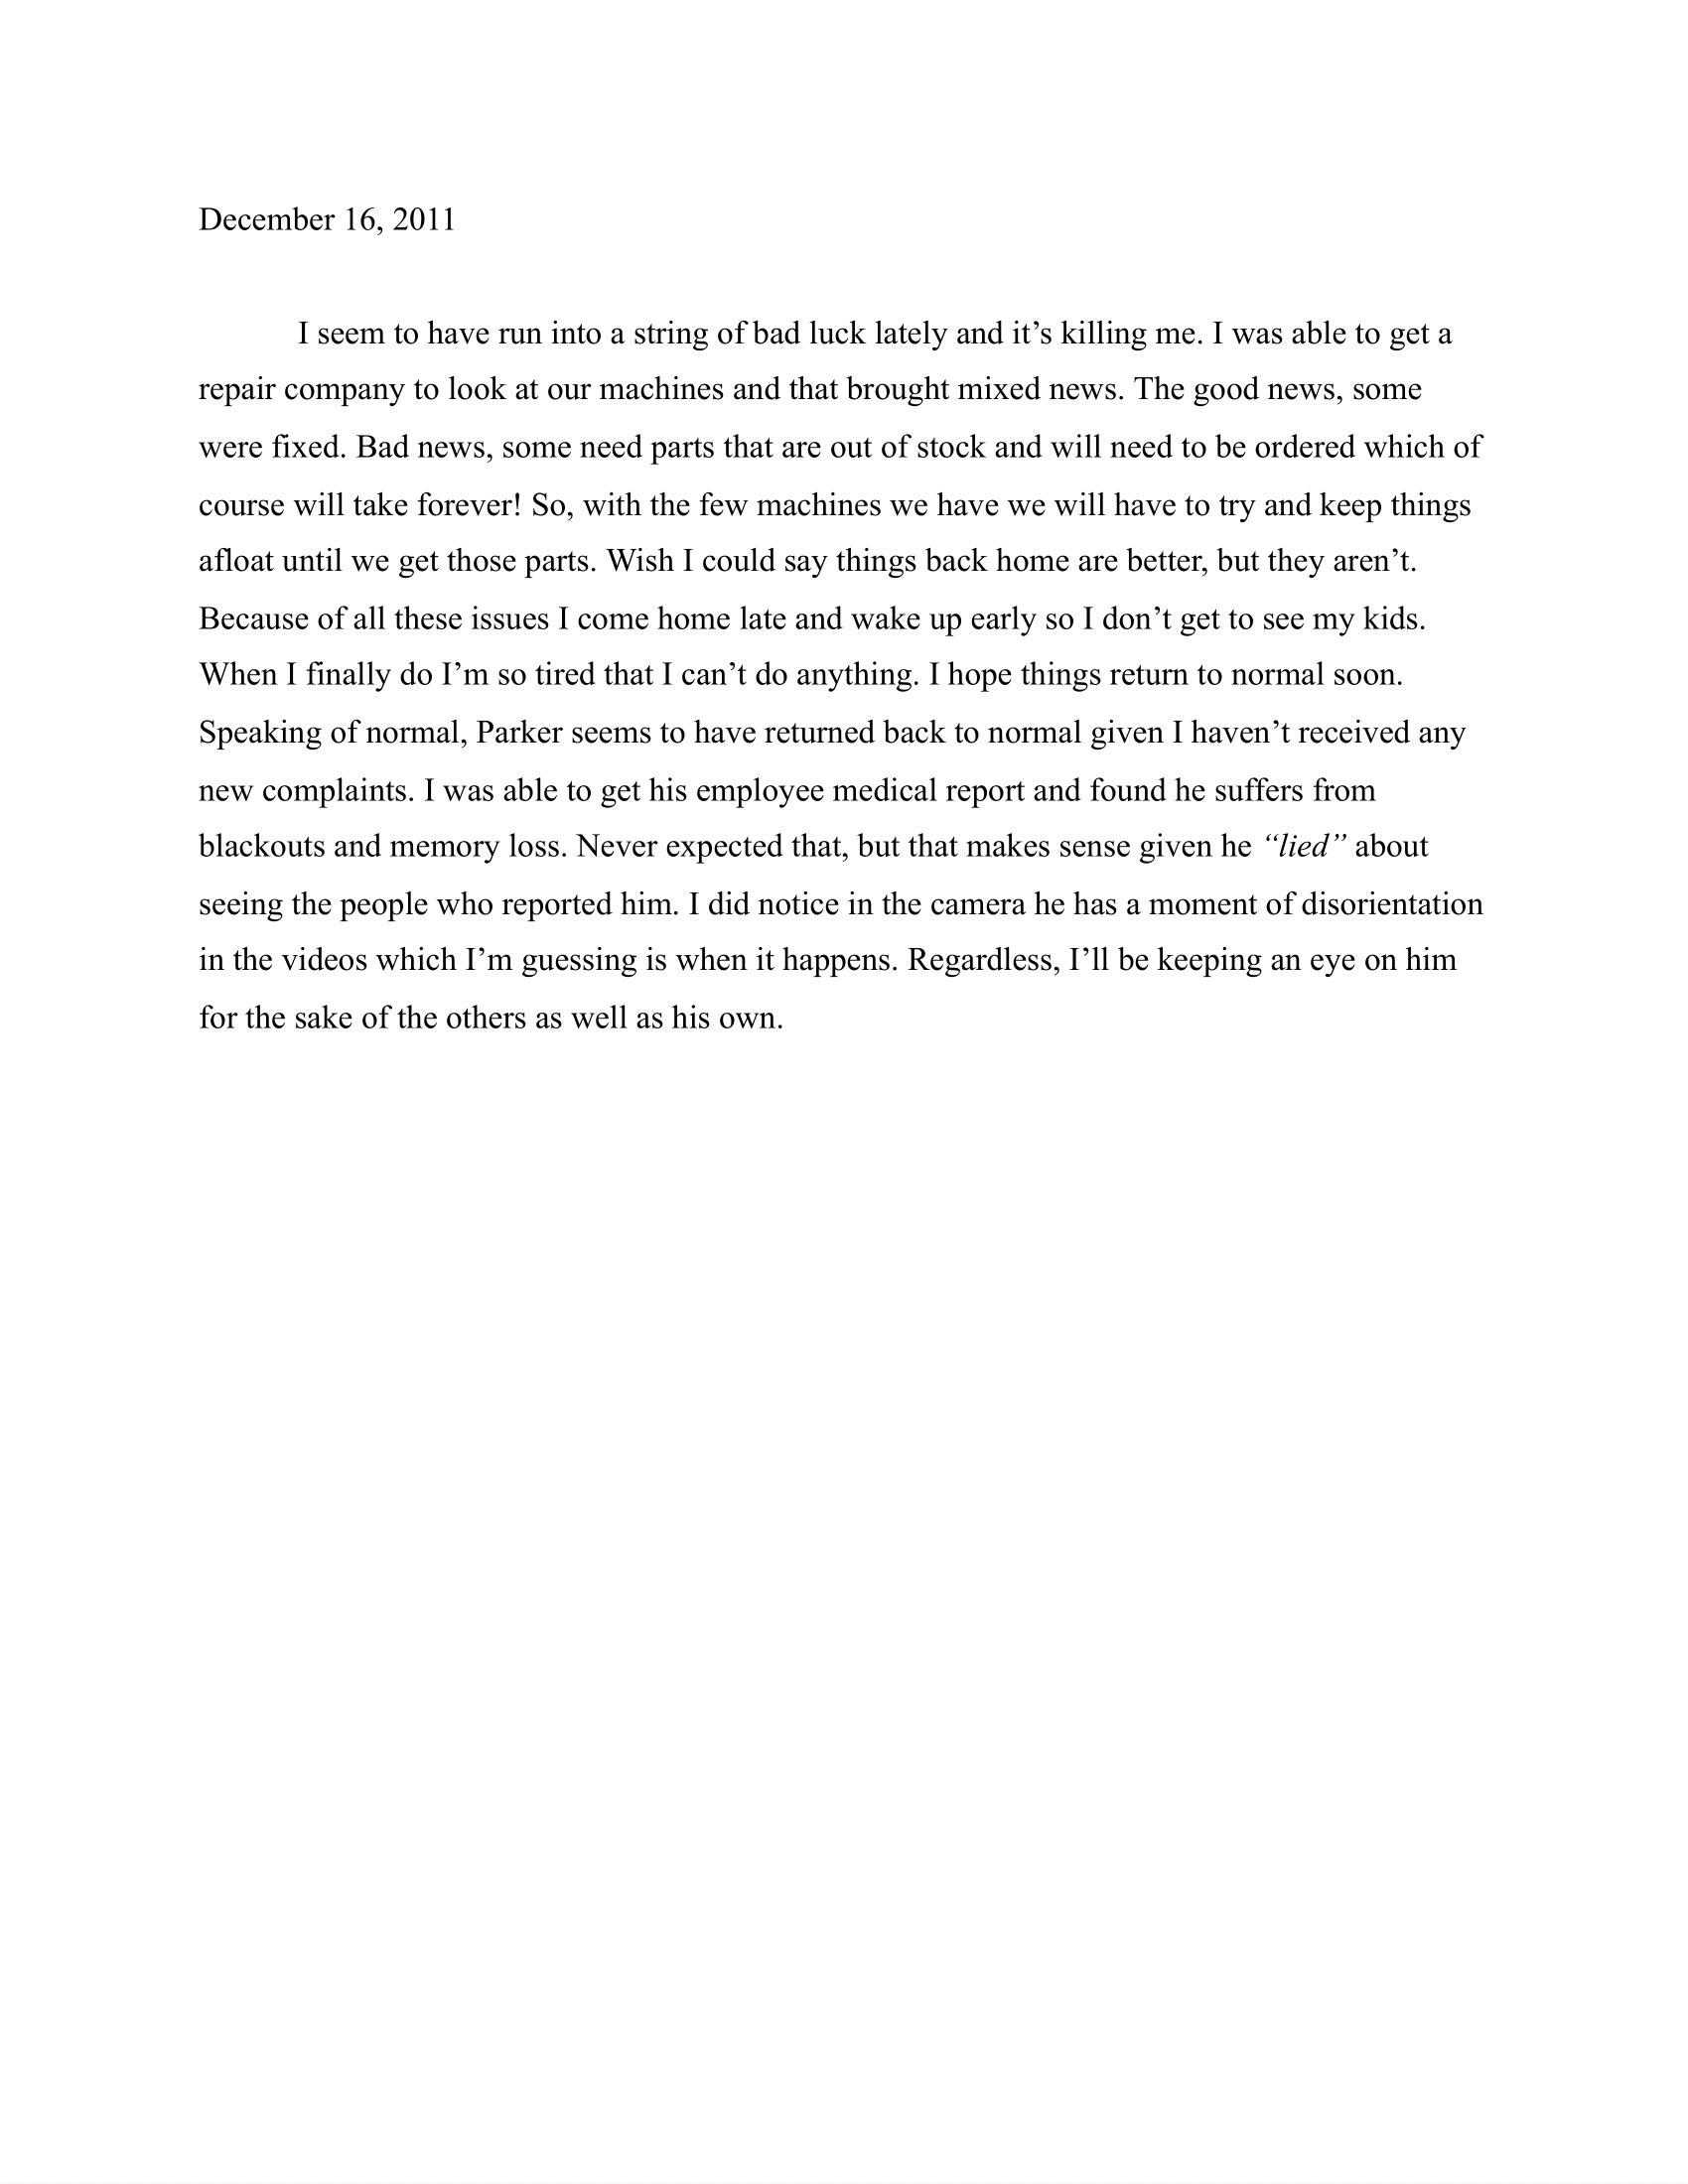 December 16, 2011
I seem to have run into a string of bad luck lately and it’s killing me. I was able to get a
repair company to look at our machines and that brought mixed news. The good news, some
were fixed. Bad news, some need parts that are out of stock and will need to be ordered which of
course will take forever! So, with the few machines we have we will have to try and keep things
afloat until we get those parts. Wish I could say things back home are better, but they aren’t.
Because of all these issues I come home late and wake up early so I don’t get to see my kids.
When I finally do I’m so tired that I can’t do anything. I hope things return to normal soon.
Speaking of normal, Parker seems to have returned back to normal given I haven’t received any
new complaints. I was able to get his employee medical report and found he suffers from
blackouts and memory loss. Never expected that, but that makes sense given he “lied” about
seeing the people who reported him. I did notice in the camera he has a moment of disorientation
in the videos which I’m guessing is when it happens. Regardless, I’ll be keeping an eye on him
for the sake of the others as well as his own.